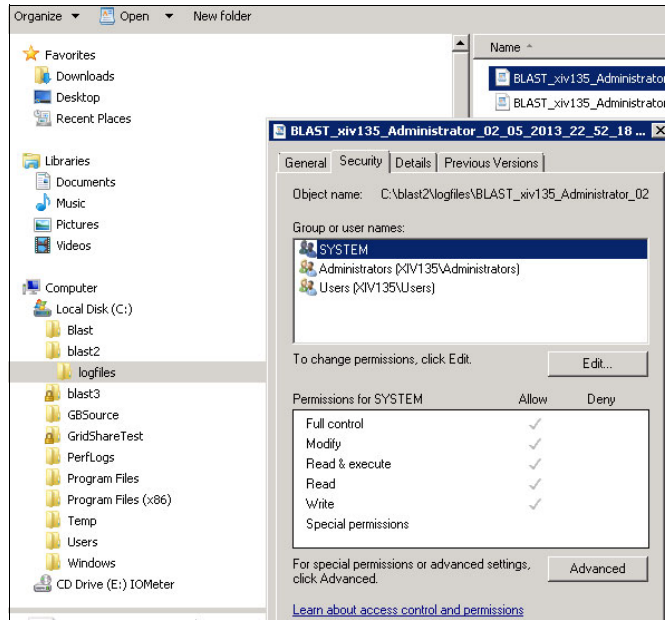 Organize Open New folder
Favorites
Downloads
Desktop
Recent Places
Libraries
Documents
Music
Pictures
Videos
Computer
Local Disk (C:)
Blast
blast2
logfiles
blast3
GBSource
GridShareTest
PerfLogs
Program Files
Program Files (x86)
Temp
Users
Windows
CD Drive (E:) IOMeter
Name
BLAST_xiv135_Administrator
BLAST_xiv135_Administrator
BLAST_xiv135_Administrator_02_05_2013_22_52_18 ...
General Security Details Previous Versions
Object name: C:\blast2\logfiles\BLAST_xiv135_Administrator_02
Group or user names:
SYSTEM
Administrators (XIV135\Administrators)
Users (XIV135\Users)
To change permissions, click Edit.
Edit...
Permissions for SYSTEM Allow Deny
Full control
Modify
Read & execute
Read
Write
Special permissions
For special permissions or advanced settings,
click Advanced.
Advanced
Learn about access control and permissions